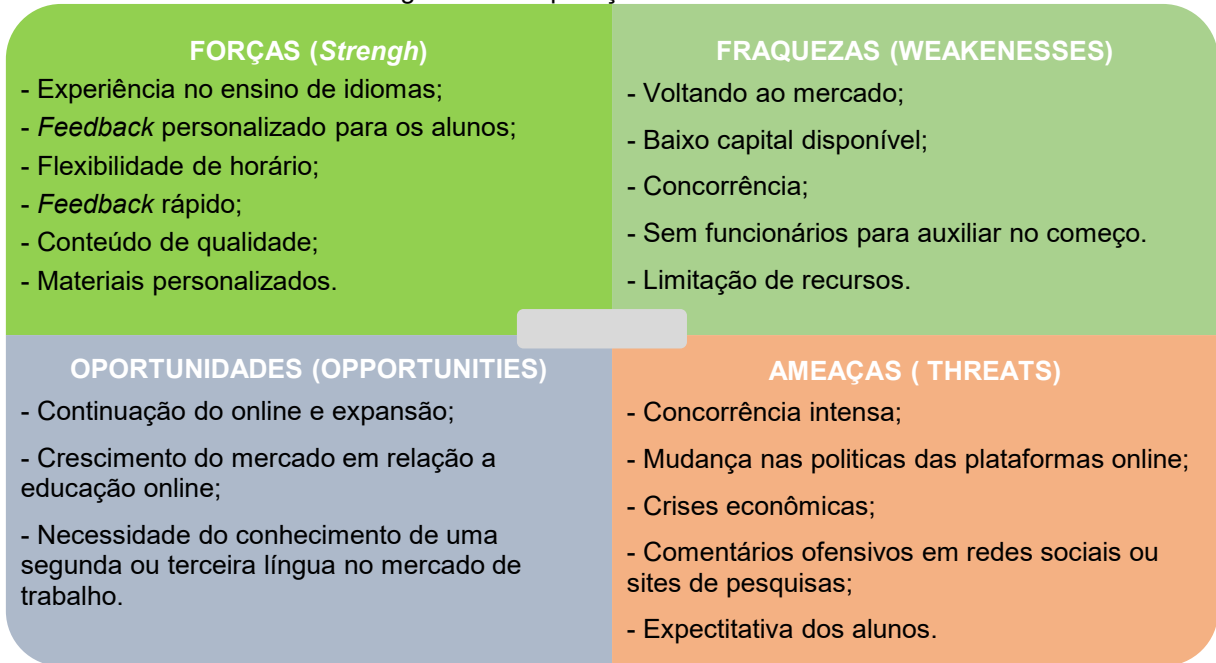 FORÇAS (Strengh)
- Experiência no ensino de idiomas;
- Feedback personalizado para os alunos;
- Flexibilidade de horário;
- Feedback rápido;
- Conteúdo de qualidade;
- Materiais personalizados.
FRAQUEZAS (WEAKENESSES)
- Voltando ao mercado;
- Baixo capital disponível;
- Concorrência;
- Sem funcionários para auxiliar no começo.
- Limitação de recursos.
OPORTUNIDADES (OPPORTUNITIES)
- Continuação do online e expansão;
- Crescimento do mercado em relação a
educação online;
- Necessidade do conhecimento de uma
segunda ou terceira língua no mercado de
trabalho.
AMEAÇAS ( THREATS)
- Concorrência intensa;
- Mudança nas politicas das plataformas online;
- Crises econômicas;
- Comentários ofensivos em redes sociais ou
sites de pesquisas;
- Expectitativa dos alunos.